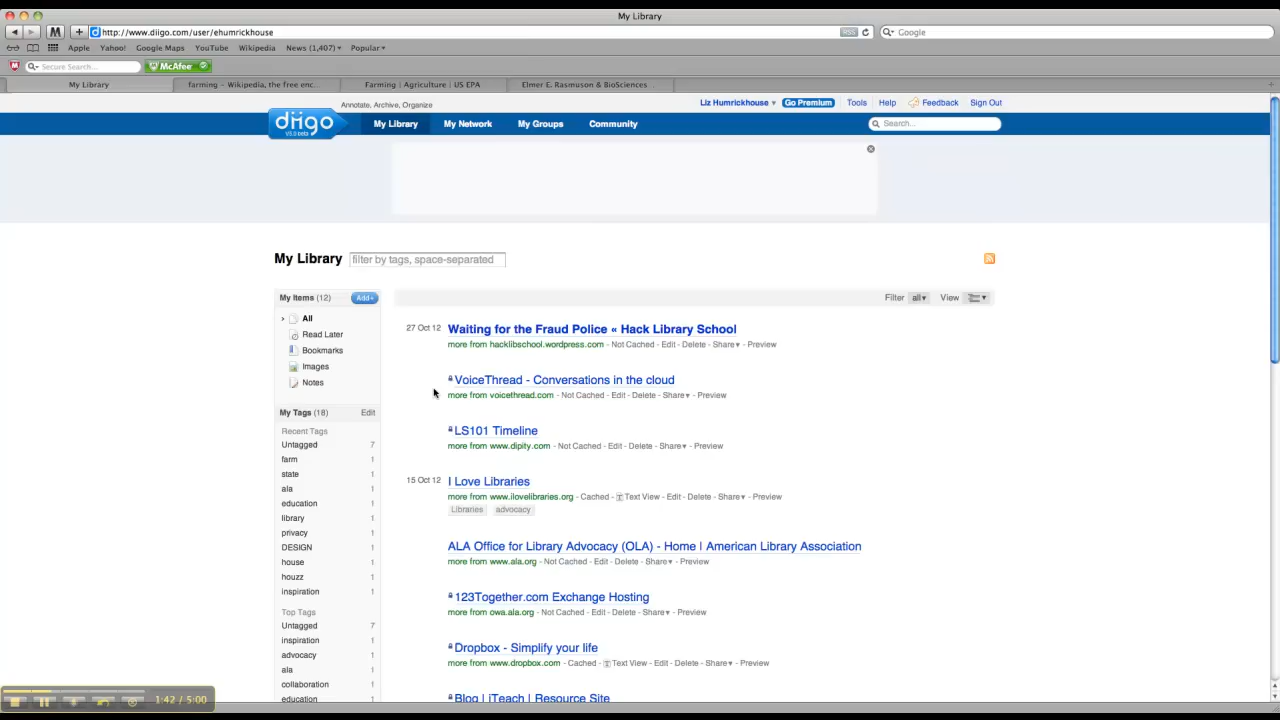 My Library
M + http://www.diigo.com/user/ehumrickhouse RSS Google
Apple Yahoo! Google Maps YouTube Wikipedia News (1,407)▾ Popular▾
Secure Search... McAfee
My Library farming – Wikipedia, the free enc... Farming | Agriculture | US EPA Elmer E. Rasmuson & BioSciences ...
Annotate, Archive, Organize Liz Humrickhouse ▾ Go Premium Tools Help Feedback Sign Out
diigo V5.0 beta My Library My Network My Groups Community Search...
My Library filter by tags, space-separated
My Items (12) Add+ Filter all▾ View
All
Read Later
Bookmarks
Images
Notes
My Tags (18) Edit
Recent Tags
Untagged 7
farm 1
state 1
ala 1
education 1
library 1
privacy 1
DESIGN 1
house 1
houzz 1
inspiration 1
Top Tags
Untagged 7
inspiration 1
advocacy 1
ala 1
collaboration 1
education 1
27 Oct 12 Waiting for the Fraud Police « Hack Library School
more from hacklibschool.wordpress.com - Not Cached - Edit - Delete - Share▾ - Preview
VoiceThread - Conversations in the cloud
more from voicethread.com - Not Cached - Edit - Delete - Share▾ - Preview
LS101 Timeline
more from www.dipity.com - Not Cached - Edit - Delete - Share▾ - Preview
15 Oct 12 I Love Libraries
more from www.ilovelibraries.org - Cached - Text View - Edit - Delete - Share▾ - Preview
Libraries advocacy
ALA Office for Library Advocacy (OLA) - Home | American Library Association
more from www.ala.org - Not Cached - Edit - Delete - Share▾ - Preview
123Together.com Exchange Hosting
more from owa.ala.org - Not Cached - Edit - Delete - Share▾ - Preview
Dropbox - Simplify your life
more from www.dropbox.com - Cached - Text View - Edit - Delete - Share▾ - Preview
Blog | iTeach | Resource Site
1:42 / 5:00